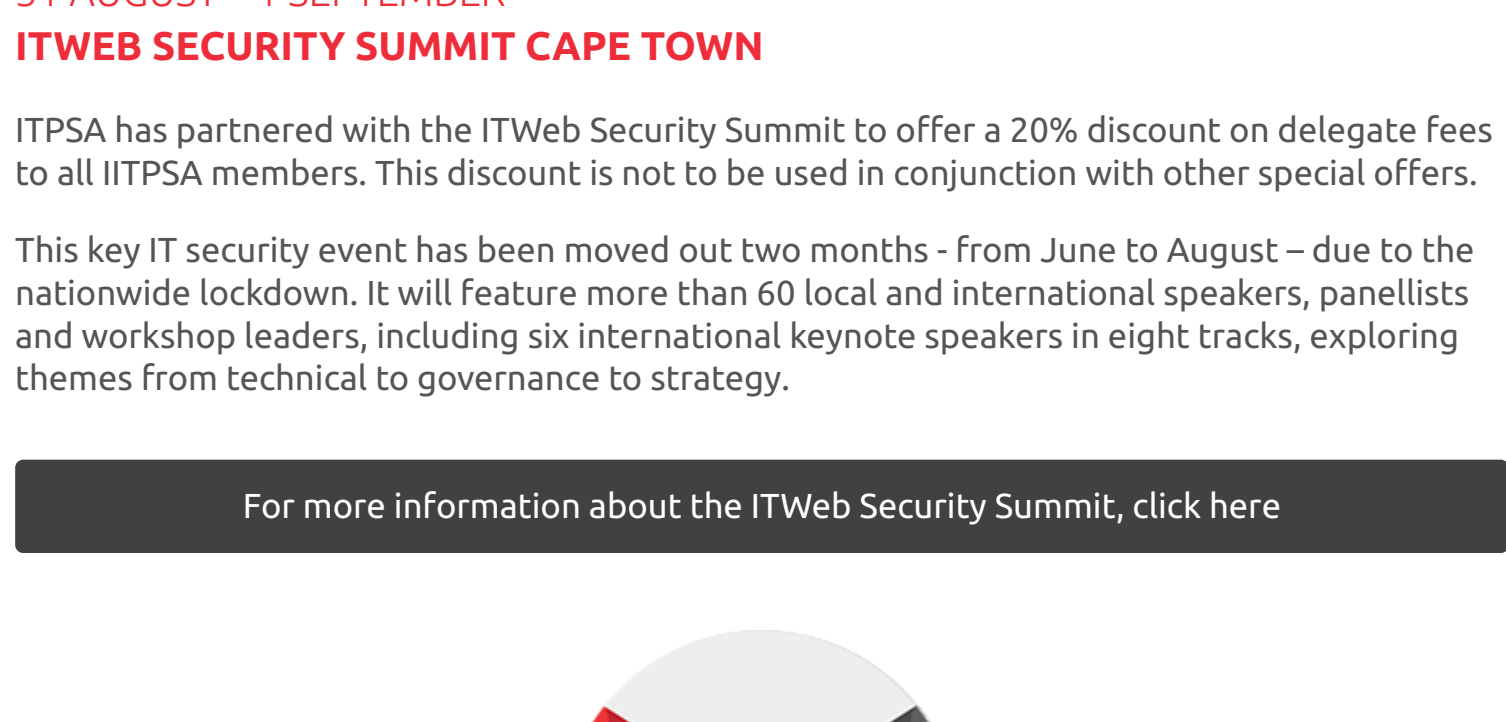 31 AUGUST – 1 SEPTEMBER
ITWEB SECURITY SUMMIT CAPE TOWN
ITPSA has partnered with the ITWeb Security Summit to offer a 20% discount on delegate fees
to all IITPSA members. This discount is not to be used in conjunction with other special offers.
This key IT security event has been moved out two months - from June to August – due to the
nationwide lockdown. It will feature more than 60 local and international speakers, panellists
and workshop leaders, including six international keynote speakers in eight tracks, exploring
themes from technical to governance to strategy.
For more information about the ITWeb Security Summit, click here